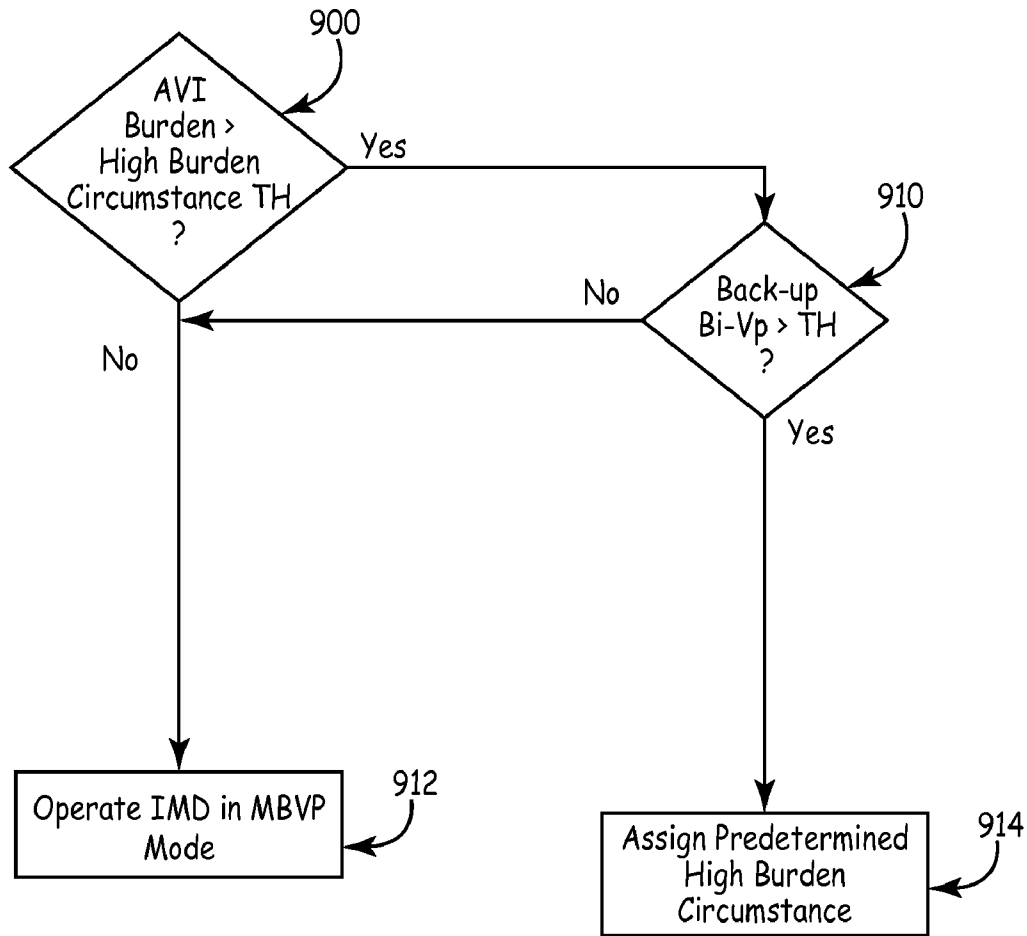 900
AVI
Burden >
High Burden
Circumstance TH
?
Yes
910
Back-up
Bi-Vp > TH
?
No
No
Yes
Operate IMD in MBVP
Mode
912
Assign Predetermined
High Burden
Circumstance
914